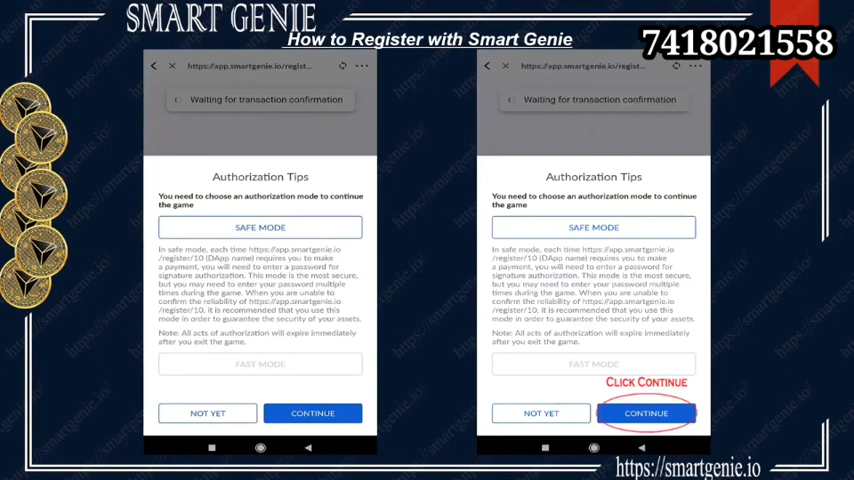 SMART GENIE
How to Register with Smart Genie
7418021558
https://app.smartgenie.io/regist...
Waiting for transaction confirmation
Authorization Tips
You need to choose an authorization mode to continue
the game
SAFE MODE
In safe mode, each time https://app.smartgenie.io
/register/10 (DApp name) requires you to make
a payment, you will need to enter a password for
signature authorization. This mode is the most secure,
but you may need to enter your password multiple
times during the game. When you are unable to
confirm the reliability of https://app.smartgenie.io
/register/10, it is recommended that you use this
mode in order to guarantee the security of your assets.
Note: All acts of authorization will expire immediately
after you exit the game.
FAST MODE
NOT YET
CONTINUE
https://app.smartgenie.io/regist...
Waiting for transaction confirmation
Authorization Tips
You need to choose an authorization mode to continue
the game
SAFE MODE
In safe mode, each time https://app.smartgenie.io
/register/10 (DApp name) requires you to make
a payment, you will need to enter a password for
signature authorization. This mode is the most secure,
but you may need to enter your password multiple
times during the game. When you are unable to
confirm the reliability of https://app.smartgenie.io
/register/10, it is recommended that you use this
mode in order to guarantee the security of your assets.
Note: All acts of authorization will expire immediately
after you exit the game.
FAST MODE
CLICK CONTINUE
NOT YET
CONTINUE
https://smartgenie.io